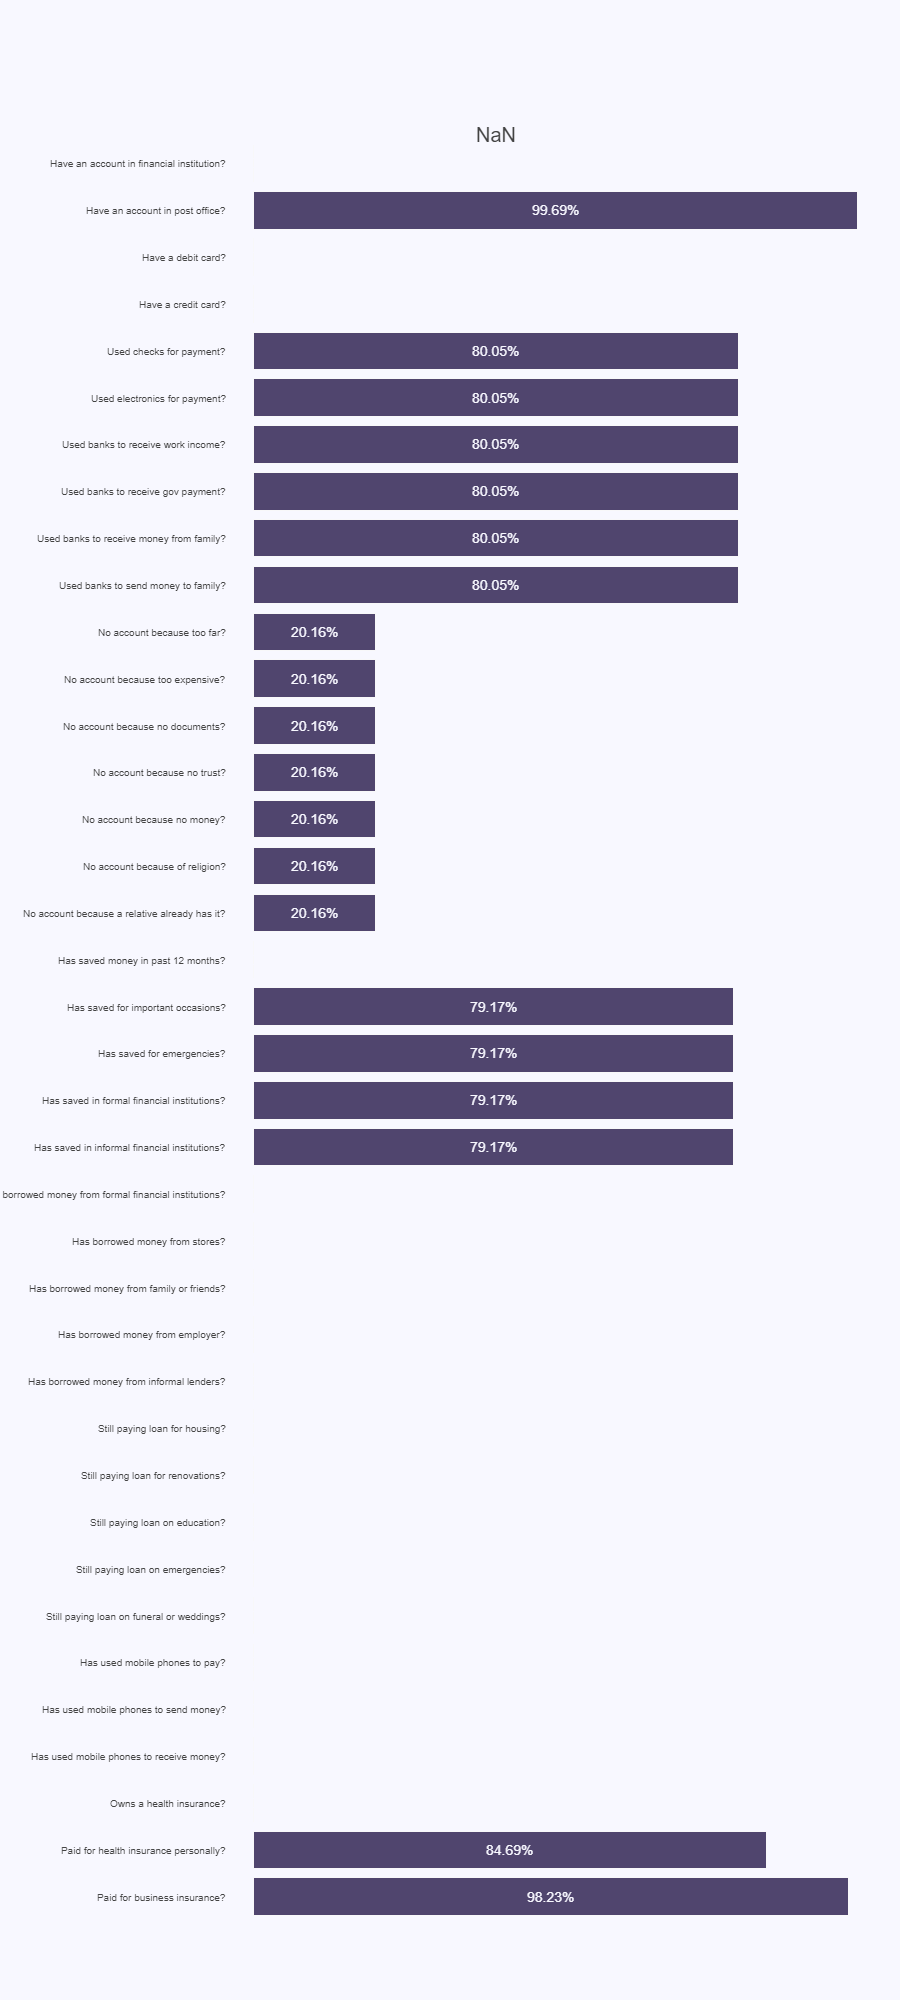 NaN
Have an account in financial institution?
Have an account in post office? 99.69%
Have a debit card?
Have a credit card?
Used checks for payment? 80.05%
Used electronics for payment? 80.05%
Used banks to receive work income? 80.05%
Used banks to receive gov payment? 80.05%
Used banks to receive money from family? 80.05%
Used banks to send money to family? 80.05%
No account because too far? 20.16%
No account because too expensive? 20.16%
No account because no documents? 20.16%
No account because no trust? 20.16%
No account because no money? 20.16%
No account because of religion? 20.16%
No account because a relative already has it? 20.16%
Has saved money in past 12 months?
Has saved for important occasions? 79.17%
Has saved for emergencies? 79.17%
Has saved in formal financial institutions? 79.17%
Has saved in informal financial institutions? 79.17%
borrowed money from formal financial institutions?
Has borrowed money from stores?
Has borrowed money from family or friends?
Has borrowed money from employer?
Has borrowed money from informal lenders?
Still paying loan for housing?
Still paying loan for renovations?
Still paying loan on education?
Still paying loan on emergencies?
Still paying loan on funeral or weddings?
Has used mobile phones to pay?
Has used mobile phones to send money?
Has used mobile phones to receive money?
Owns a health insurance?
Paid for health insurance personally? 84.69%
Paid for business insurance? 98.23%